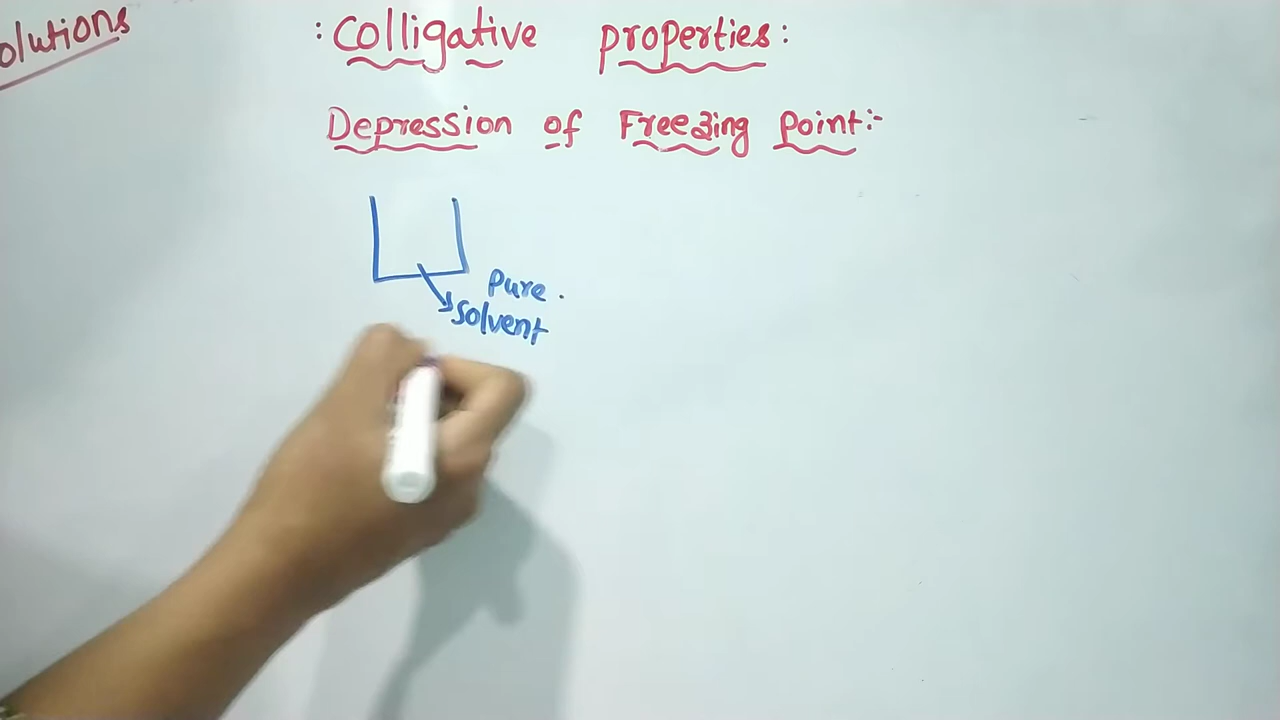 olutions
: Colligative properties:
Depression of Freezing point:-
Pure.
Solvent